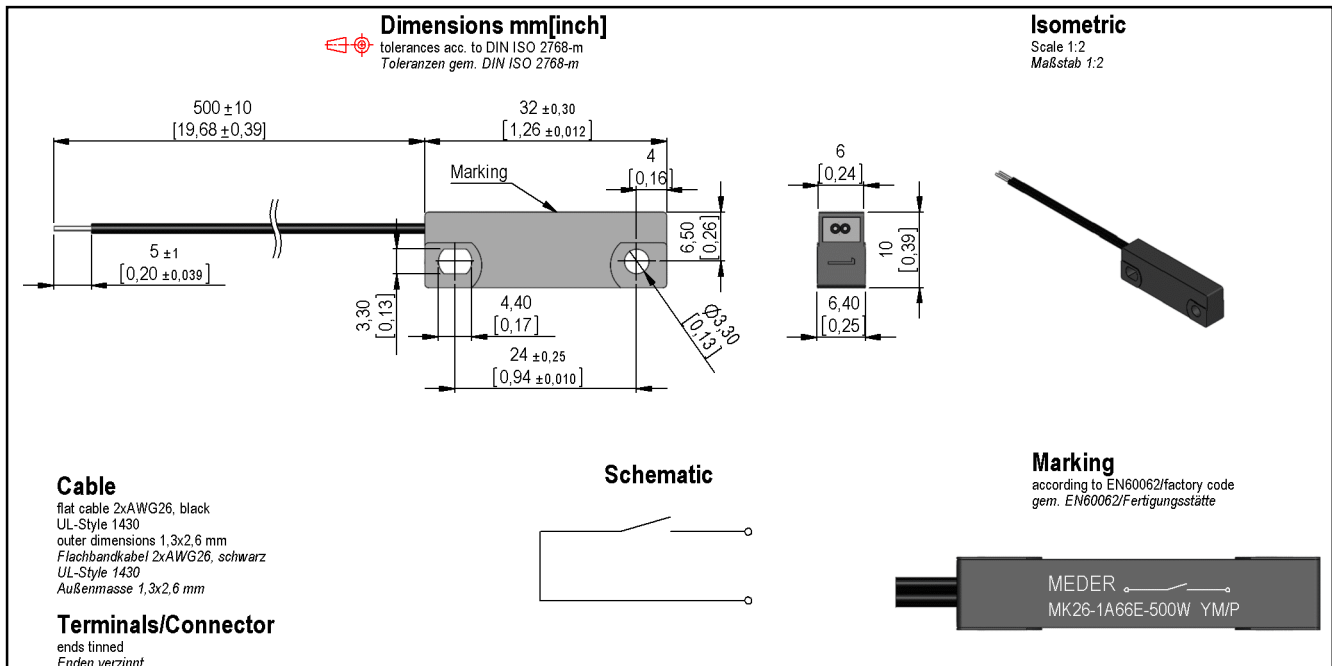 Dimensions mm[inch]
tolerances acc. to DIN ISO 2768-m
Toleranzen gem. DIN ISO 2768-m
Isometric
Scale 1:2
Maßstab 1:2
500 ±10
[19,68 ±0,39]
32 ±0,30
[1,26 ±0,012]
4
[0,16]
Marking
6,50
[0,26]
5 ±1
[0,20 ±0,039]
3,30
[0,13]
4,40
[0,17]
24 ±0,25
[0,94 ±0,010]
Ø3,30
[0,13]
6
[0,24]
10
[0,39]
6,40
[0,25]
Cable
flat cable 2xAWG26, black
UL-Style 1430
outer dimensions 1,3x2,6 mm
Flachbandkabel 2xAWG26, schwarz
UL-Style 1430
Außenmasse 1,3x2,6 mm
Terminals/Connector
ends tinned
Enden verzinnt
Schematic
Marking
according to EN60062/factory code
gem. EN60062/Fertigungsstätte
MEDER
MK26-1A66E-500W YM/P